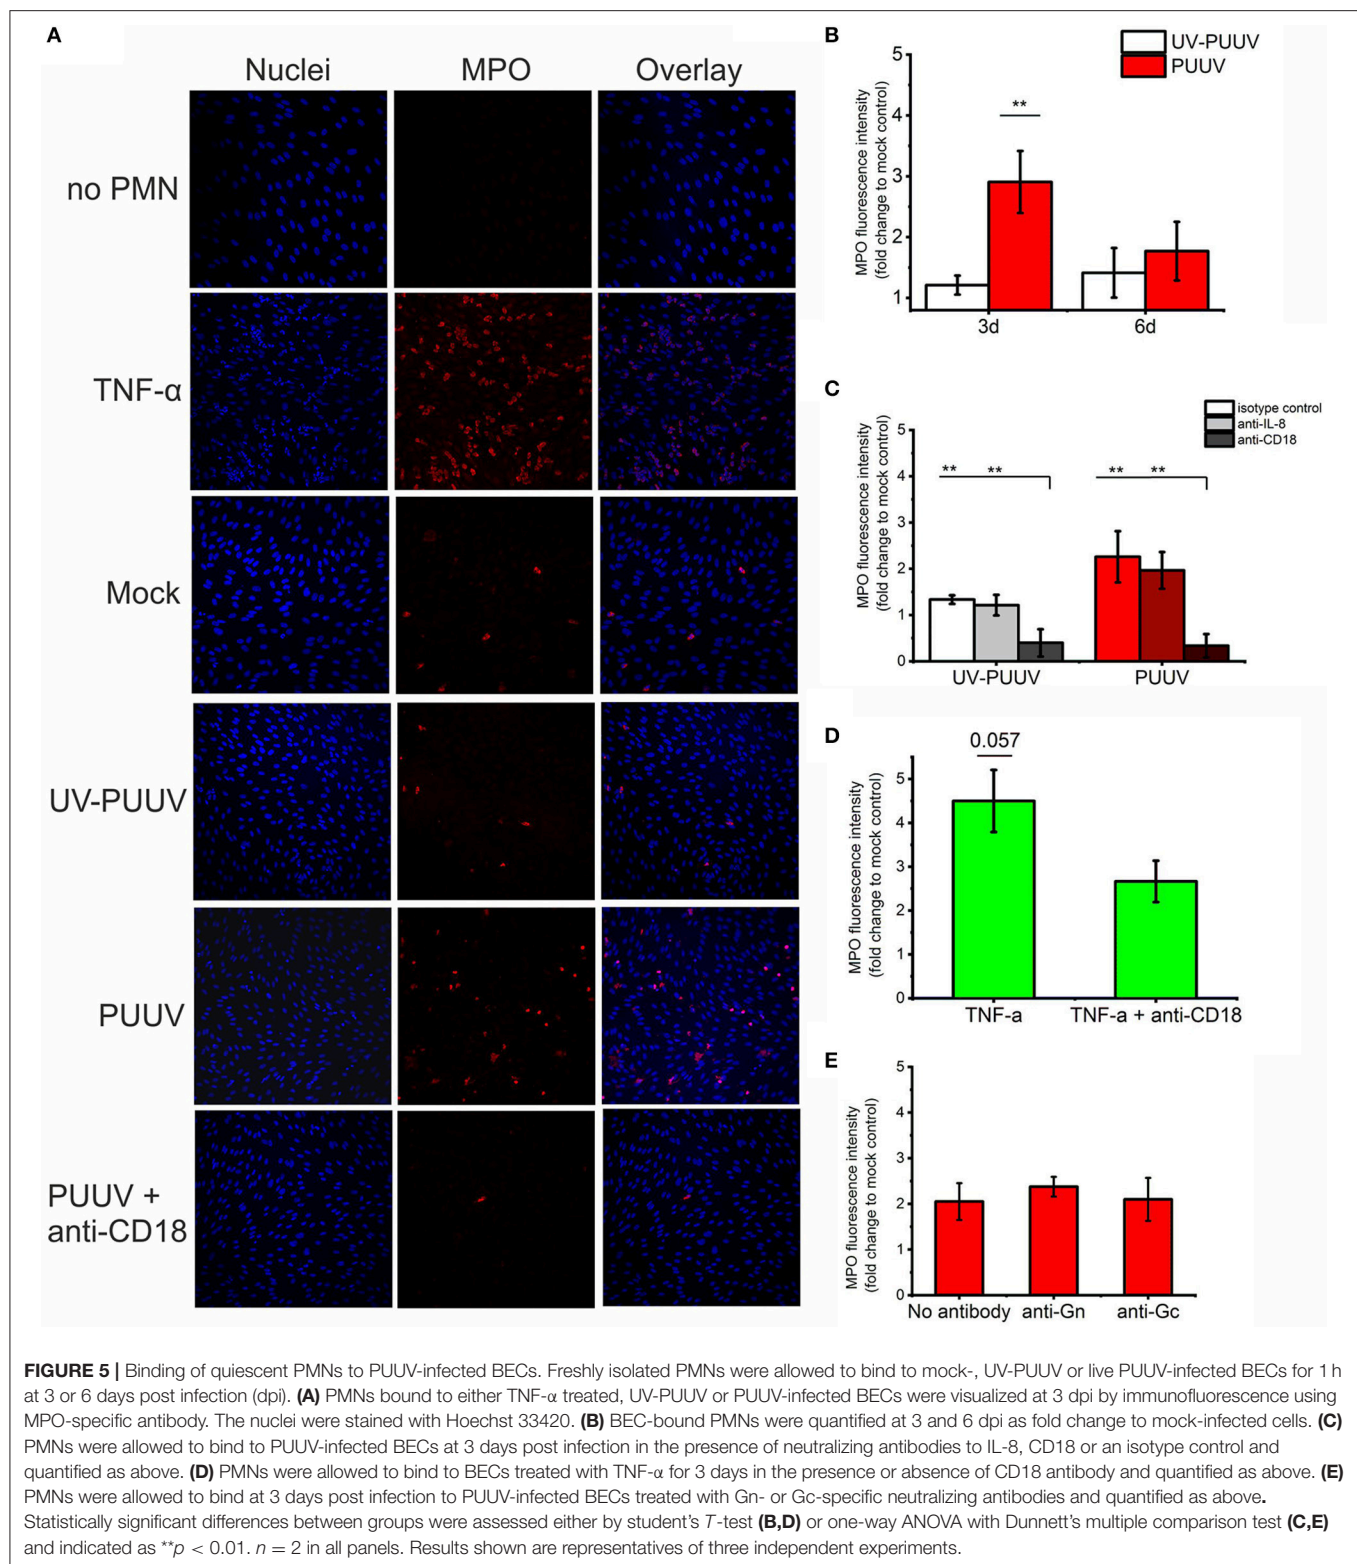 A
Nuclei MPO Overlay
no PMN
TNF-α
Mock
UV-PUUV
PUUV
PUUV +
anti-CD18
B
UV-PUUV
PUUV
MPO fluorescence intensity
(fold change to mock control)
5
4
3
2
1
**
3d 6d
C
isotype control
anti-IL-8
anti-CD18
MPO fluorescence intensity
(fold change to mock control)
5
4
3
2
1
0
** ** ** **
UV-PUUV PUUV
D
0.057
MPO fluorescence intensity
(fold change to mock control)
5
4
3
2
1
0
TNF-a TNF-a + anti-CD18
E
MPO fluorescence intensity
(fold change to mock control)
5
4
3
2
1
0
No antibody anti-Gn anti-Gc
FIGURE 5 | Binding of quiescent PMNs to PUUV-infected BECs. Freshly isolated PMNs were allowed to bind to mock-, UV-PUUV or live PUUV-infected BECs for 1 h
at 3 or 6 days post infection (dpi). (A) PMNs bound to either TNF-α treated, UV-PUUV or PUUV-infected BECs were visualized at 3 dpi by immunofluorescence using
MPO-specific antibody. The nuclei were stained with Hoechst 33420. (B) BEC-bound PMNs were quantified at 3 and 6 dpi as fold change to mock-infected cells. (C)
PMNs were allowed to bind to PUUV-infected BECs at 3 days post infection in the presence of neutralizing antibodies to IL-8, CD18 or an isotype control and
quantified as above. (D) PMNs were allowed to bind to BECs treated with TNF-α for 3 days in the presence or absence of CD18 antibody and quantified as above. (E)
PMNs were allowed to bind at 3 days post infection to PUUV-infected BECs treated with Gn- or Gc-specific neutralizing antibodies and quantified as above.
Statistically significant differences between groups were assessed either by student's T-test (B,D) or one-way ANOVA with Dunnett's multiple comparison test (C,E)
and indicated as **p < 0.01. n = 2 in all panels. Results shown are representatives of three independent experiments.